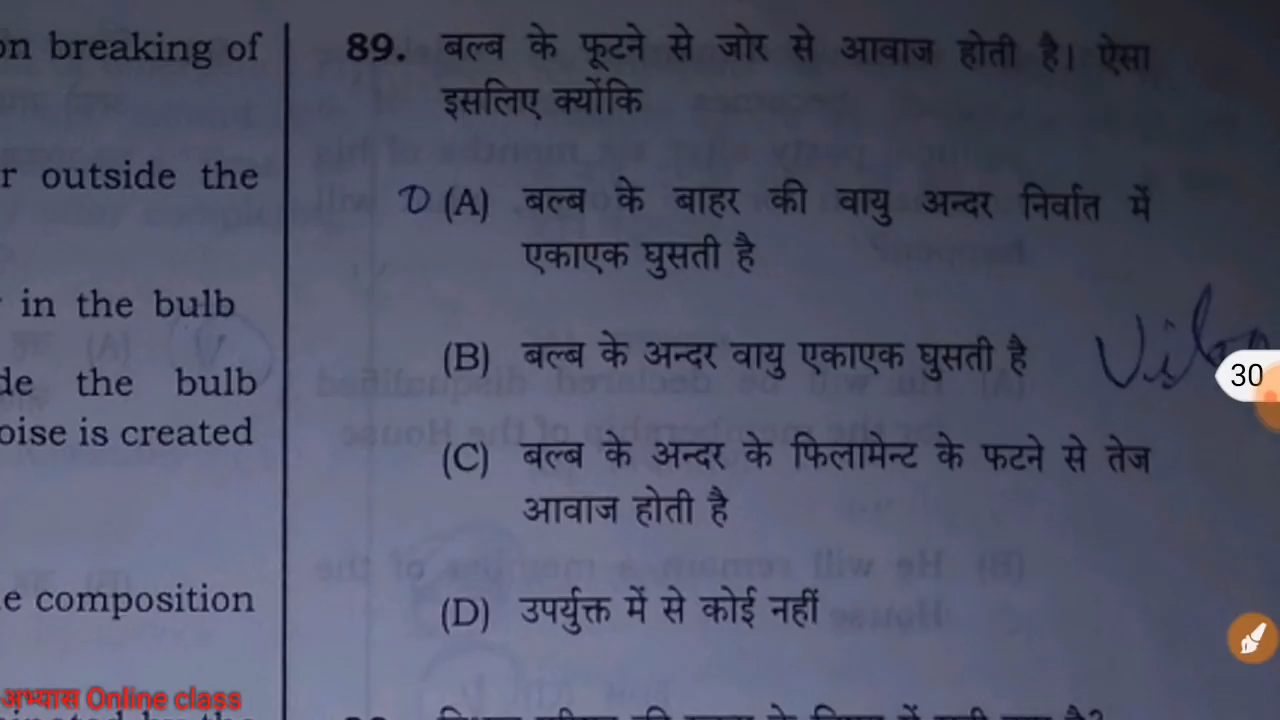 on breaking of
r outside the
in the bulb
de the bulb
oise is created
e composition
89. बल्ब के फूटने से जोर से आवाज होती है। ऐसा
इसलिए क्योंकि
(A) बल्ब के बाहर की वायु अन्दर निर्वात में
एकाएक घुसती है
(B) बल्ब के अन्दर वायु एकाएक घुसती है
(C) बल्ब के अन्दर के फिलामेन्ट के फटने से तेज
आवाज होती है
(D) उपर्युक्त में से कोई नहीं
30
अभ्यास Online class